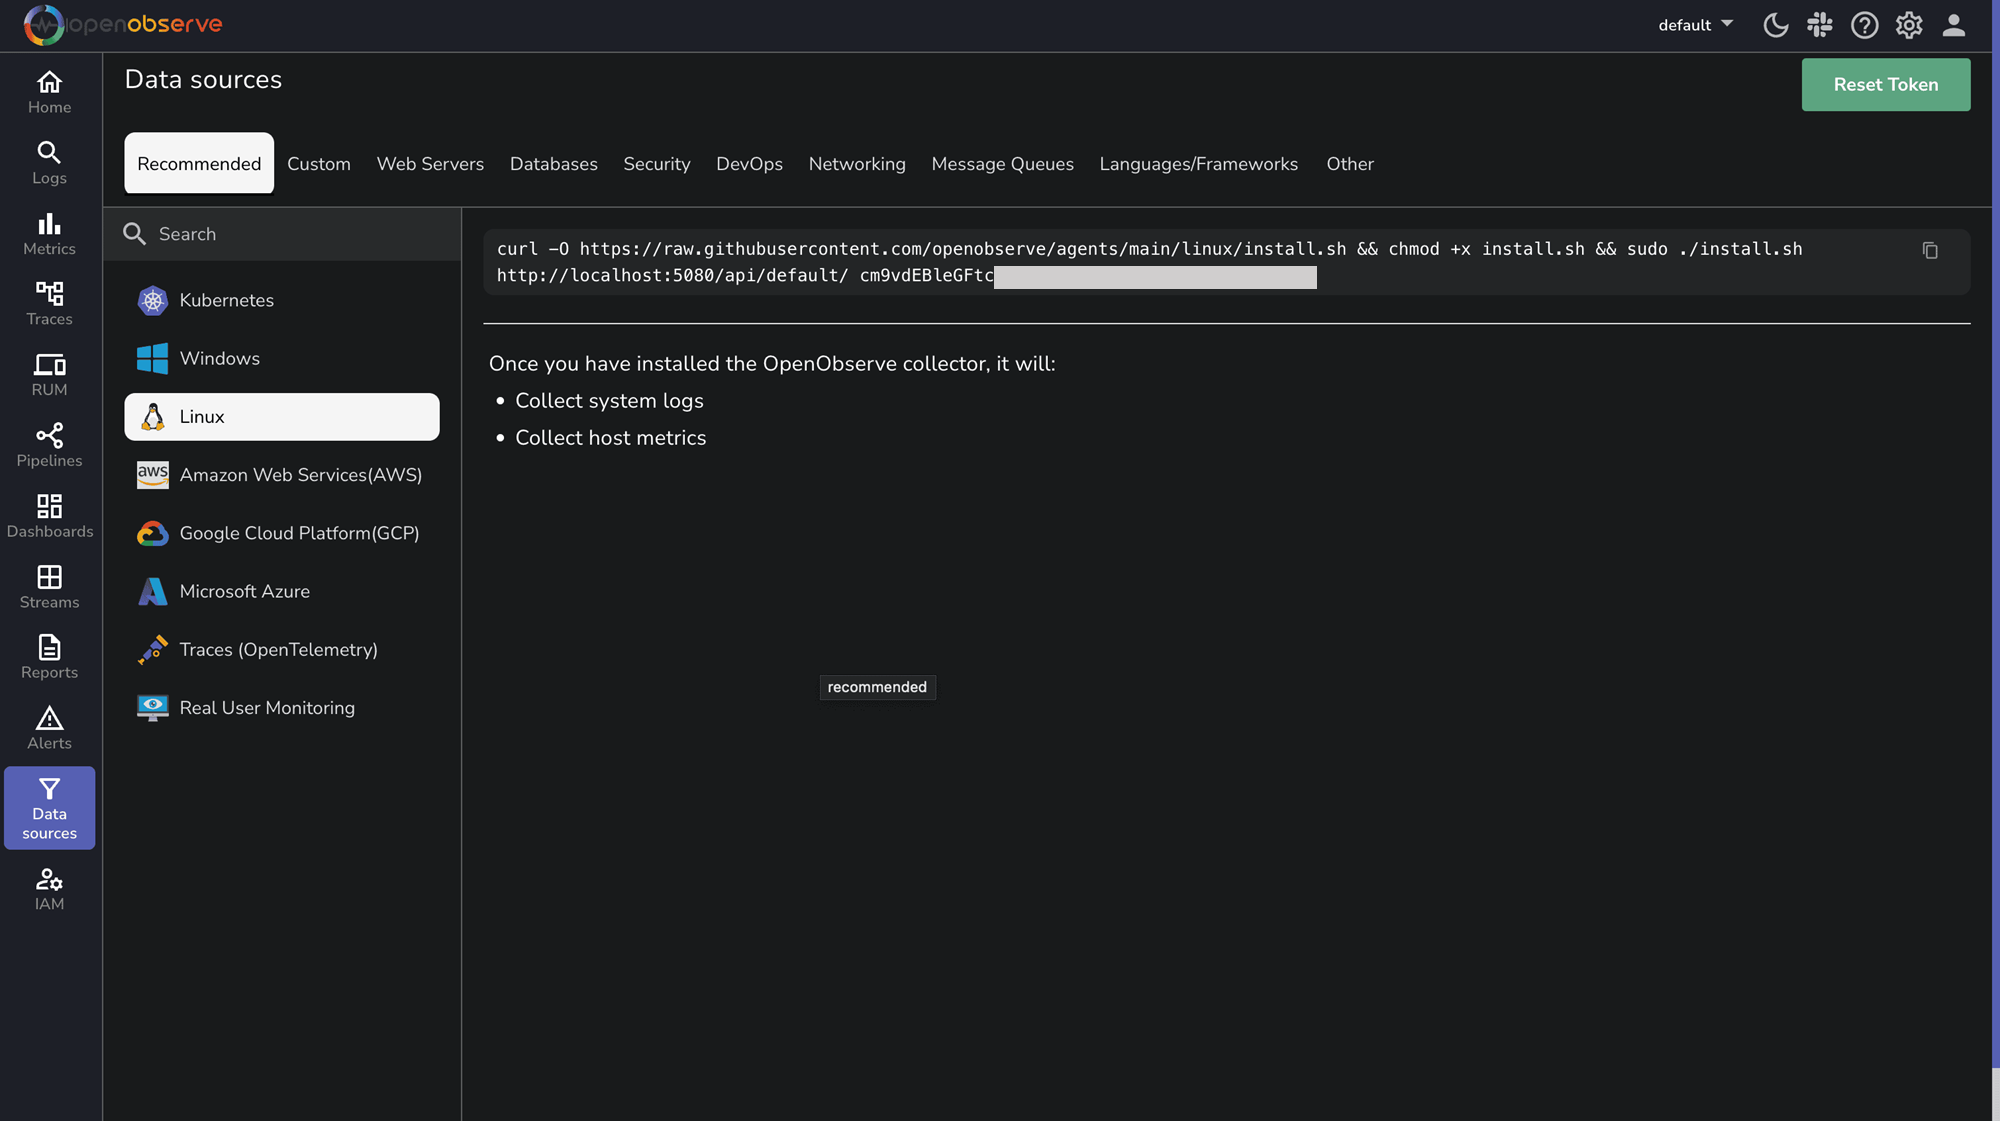 openobserve
default
Home
Logs
Metrics
Traces
RUM
Pipelines
Dashboards
Streams
Reports
Alerts
Data
sources
IAM
Data sources
Reset Token
Recommended Custom Web Servers Databases Security DevOps Networking Message Queues Languages/Frameworks Other
Search
Kubernetes
Windows
Linux
aws
Amazon Web Services(AWS)
Google Cloud Platform(GCP)
Microsoft Azure
Traces (OpenTelemetry)
Real User Monitoring
curl -O https://raw.githubusercontent.com/openobserve/agents/main/linux/install.sh && chmod +x install.sh && sudo ./install.sh
http://localhost:5080/api/default/ cm9vdEBleGFtc
Once you have installed the OpenObserve collector, it will:
• Collect system logs
• Collect host metrics
recommended